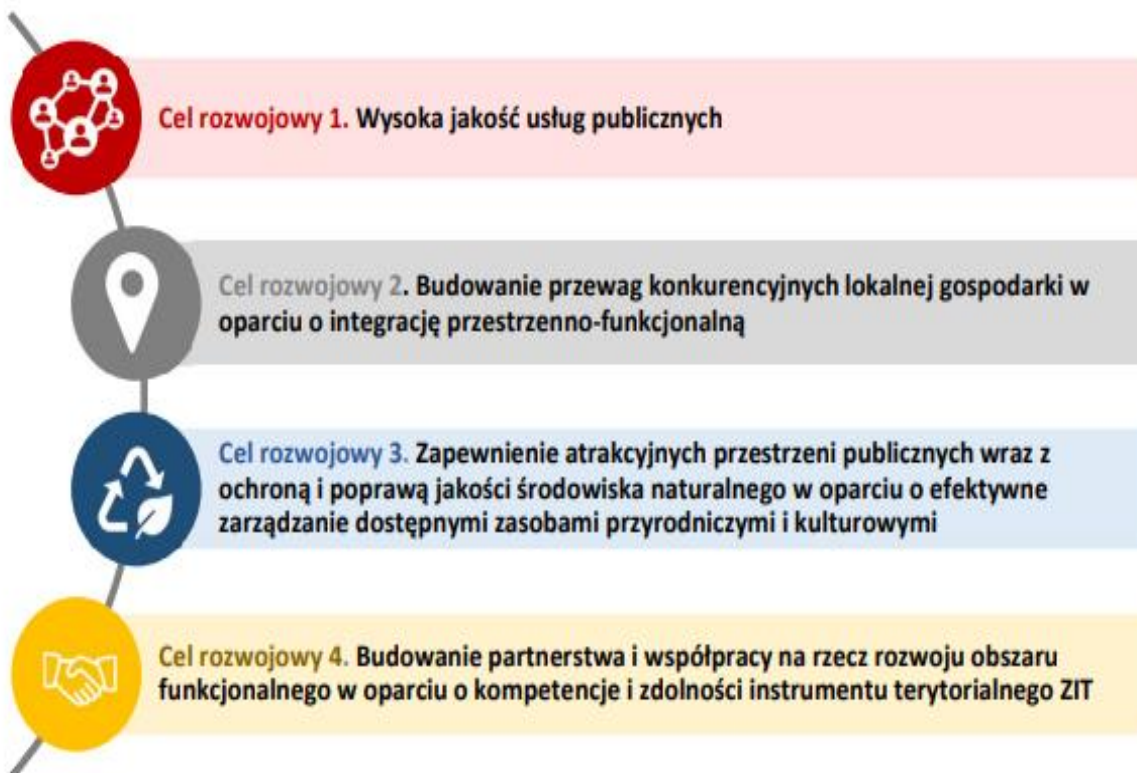 Cel rozwojowy 1. Wysoka jakość usług publicznych
Cel rozwojowy 2. Budowanie przewag konkurencyjnych lokalnej gospodarki w
oparciu o integrację przestrzenno-funkcjonalną
Cel rozwojowy 3. Zapewnienie atrakcyjnych przestrzeni publicznych wraz z
ochroną i poprawą jakości środowiska naturalnego w oparciu o efektywne
zarządzanie dostępnymi zasobami przyrodniczymi i kulturowymi
Cel rozwojowy 4. Budowanie partnerstwa i współpracy na rzecz rozwoju obszaru
funkcjonalnego w oparciu o kompetencje i zdolności instrumentu terytorialnego ZIT